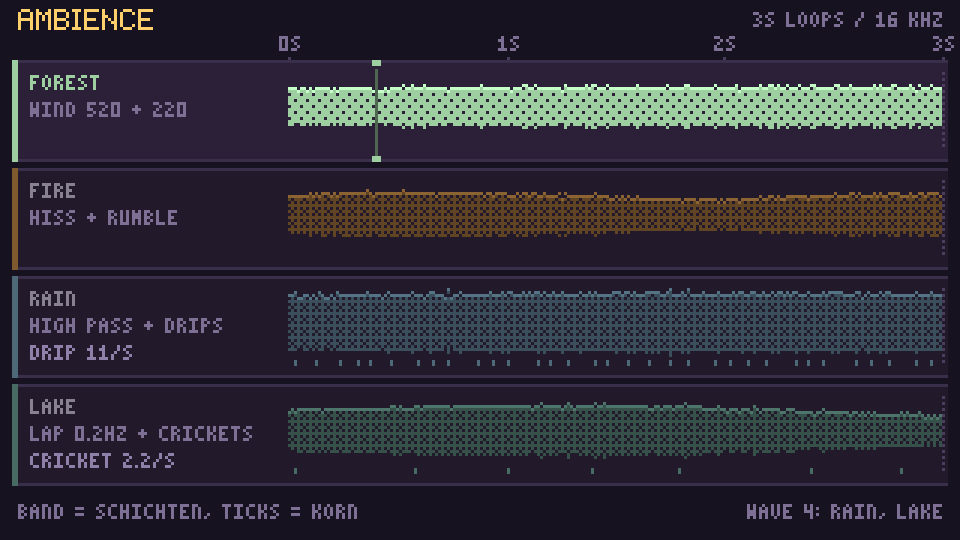 AMBIENCE
3S LOOPS / 16 KHZ
0S 1S 2S 3S
FOREST
WIND 520 + 220
FIRE
HISS + RUMBLE
RAIN
HIGH PASS + DRIPS
DRIP 11/S
LAKE
LAP 0.2HZ + CRICKETS
CRICKET 2.2/S
BAND = SCHICHTEN, TICKS = KORN
WAVE 4: RAIN, LAKE